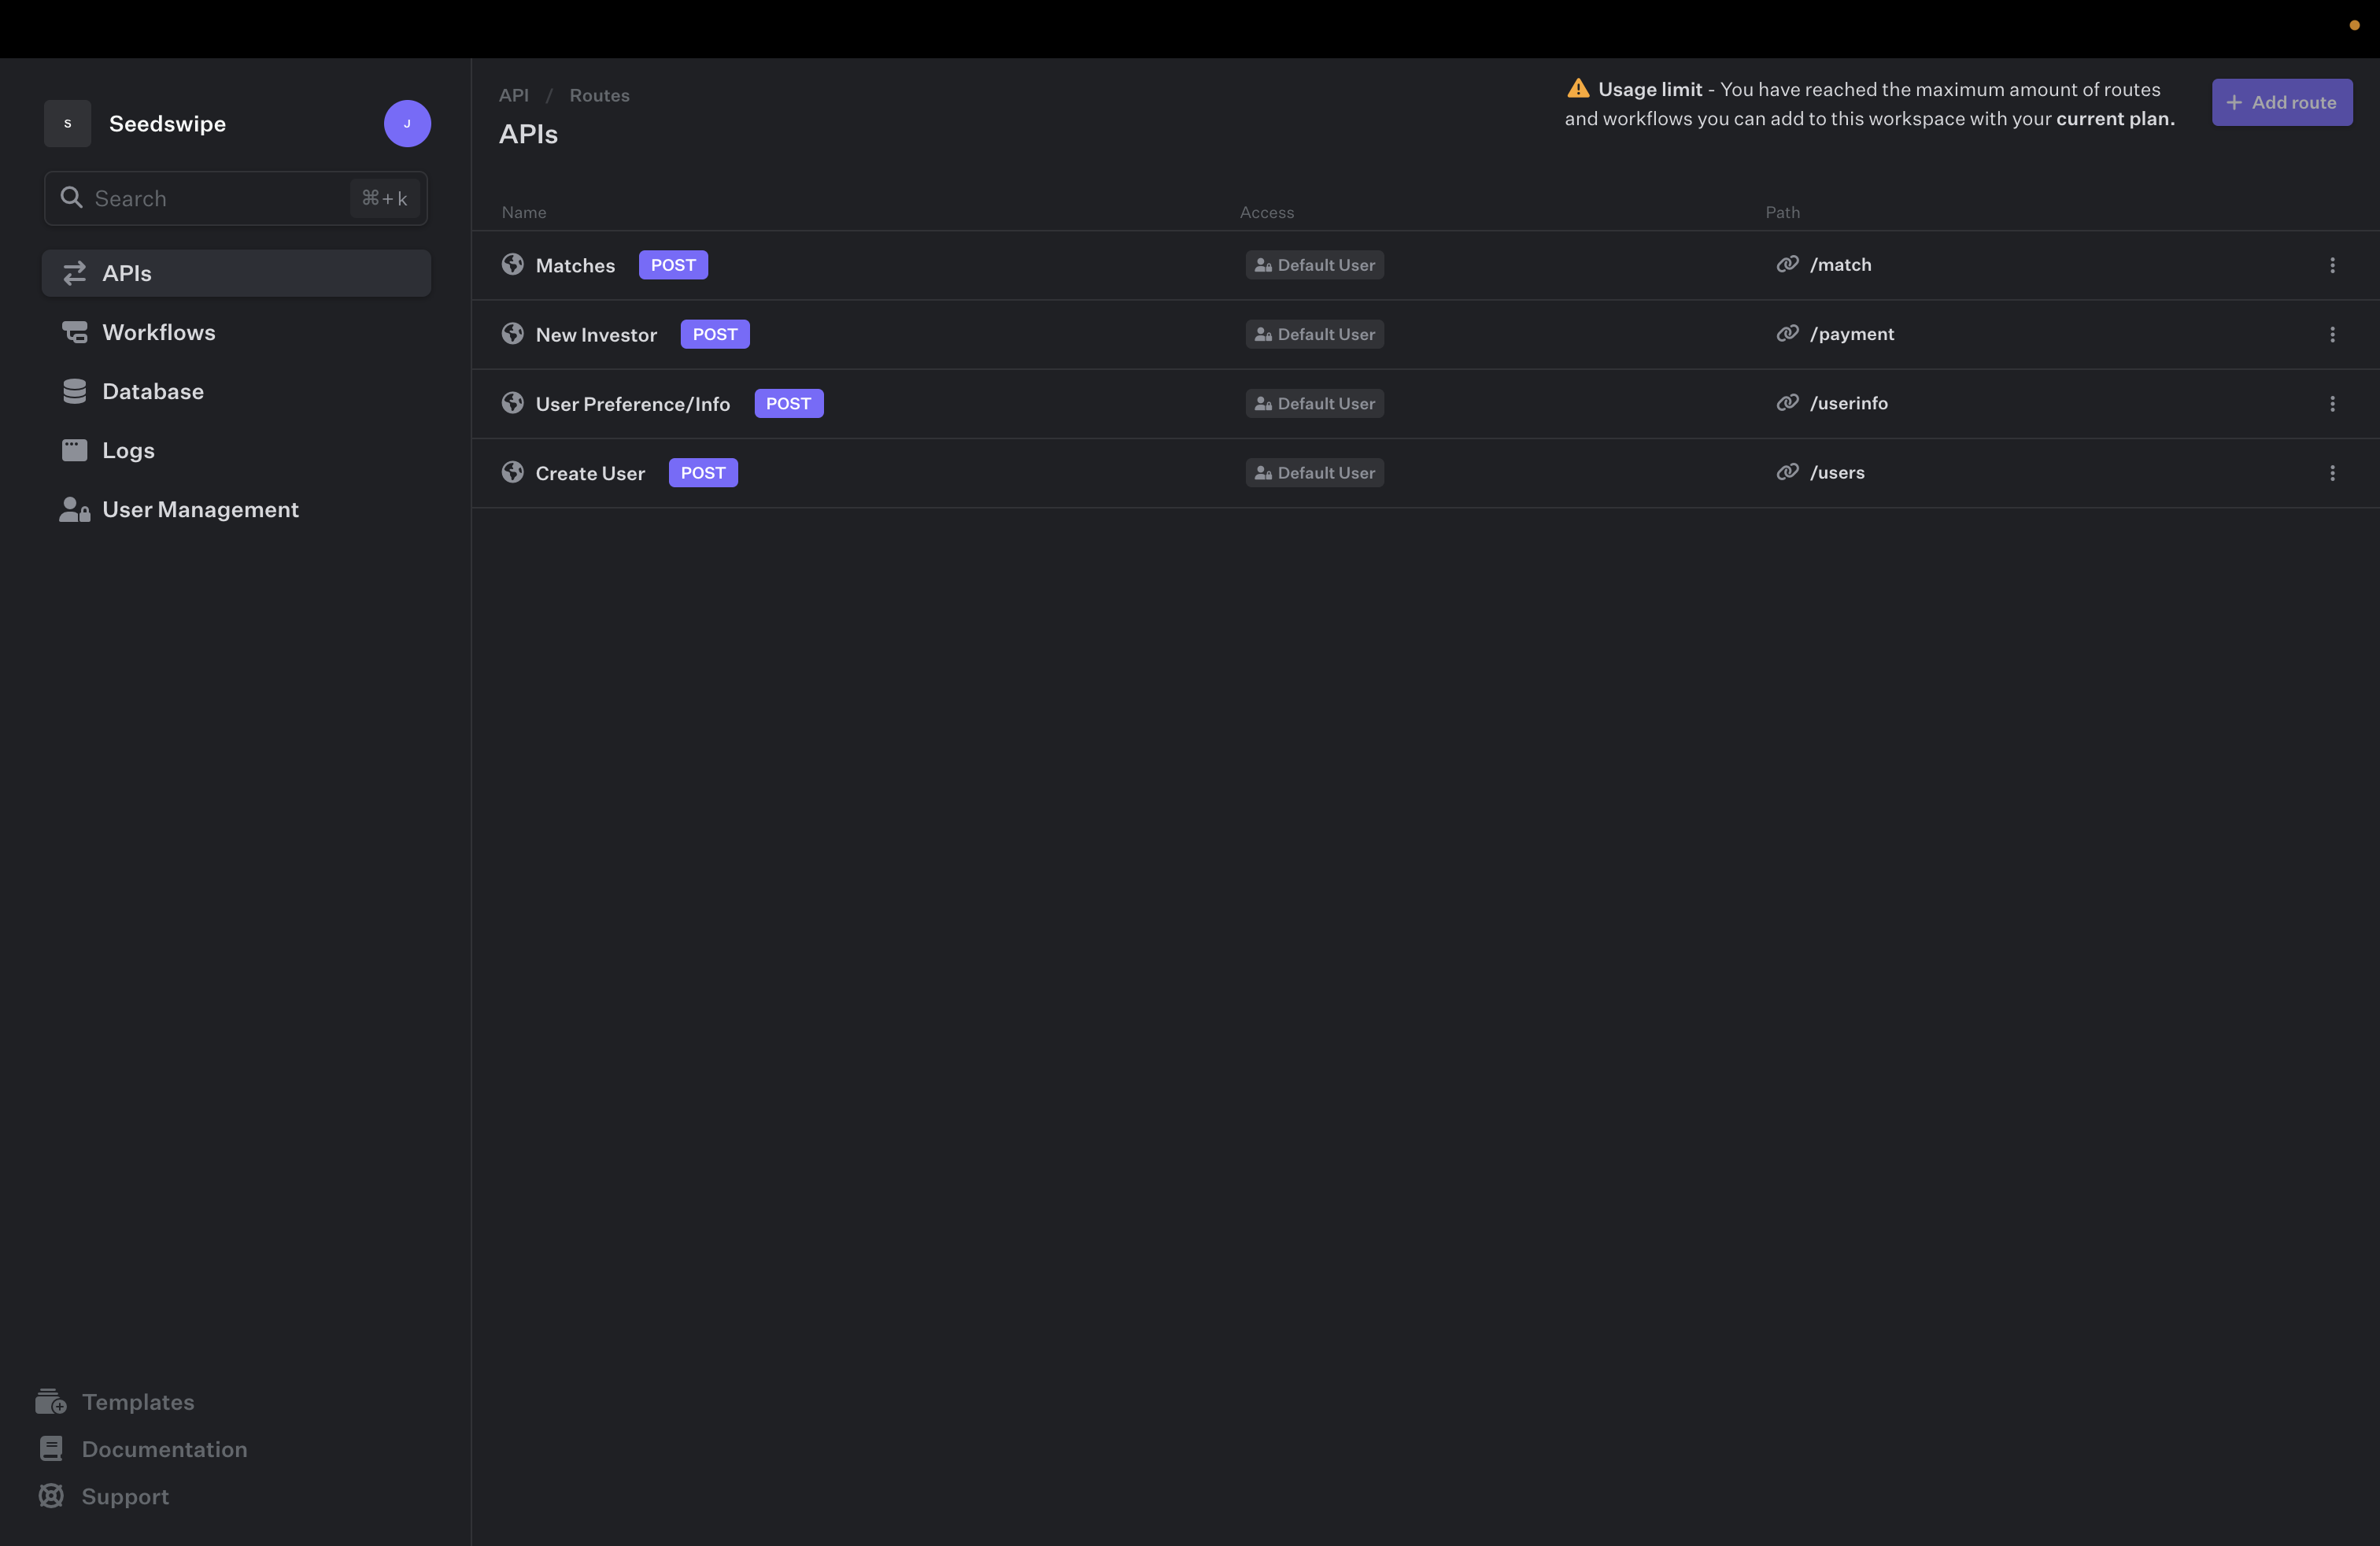 S
Seedswipe
J
Search
⌘+k
APIs
Workflows
Database
Logs
User Management
Templates
Documentation
Support
API / Routes
APIs
Usage limit - You have reached the maximum amount of routes
and workflows you can add to this workspace with your current plan.
+ Add route
Name Access Path
Matches POST Default User /match
New Investor POST Default User /payment
User Preference/Info POST Default User /userinfo
Create User POST Default User /users